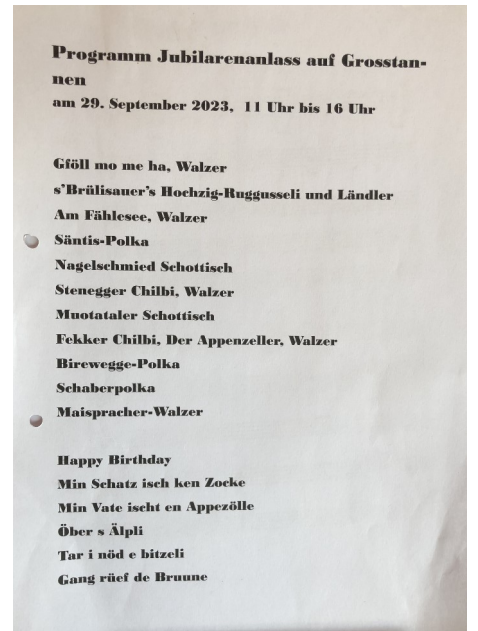 Programm Jubilarenanlass auf Grosstan-
nen
am 29. September 2023, 11 Uhr bis 16 Uhr
Gföll mo me ha, Walzer
s'Brülisauer's Hochzig-Ruggusseli und Ländler
Am Fählesee, Walzer
Säntis-Polka
Nagelschmied Schottisch
Stenegger Chilbi, Walzer
Muotataler Schottisch
Fekker Chilbi, Der Appenzeller, Walzer
Birewegge-Polka
Schaberpolka
Maispracher-Walzer
Happy Birthday
Min Schatz isch ken Zocke
Min Vate ischt en Appezölle
Öber s Älpli
Tar i nöd e bitzeli
Gang rüef de Bruune